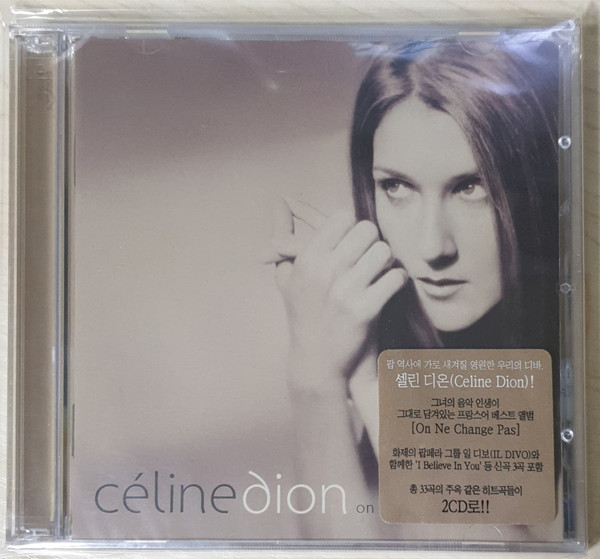 팝 역사에 가로 새겨질 영원한 우리의 디바.
셀린 디온(Celine Dion)!
그녀의 음악 인생이
그대로 담겨있는 프랑스어 베스트 앨범
[On Ne Change Pas]
화제의 팝페라 그룹 일 디보(IL DIVO)와
함께한 'I Believe In You' 등 신곡 3곡 포함
총 33곡의 주옥 같은 히트곡들이
2CD로!!
céline dion on